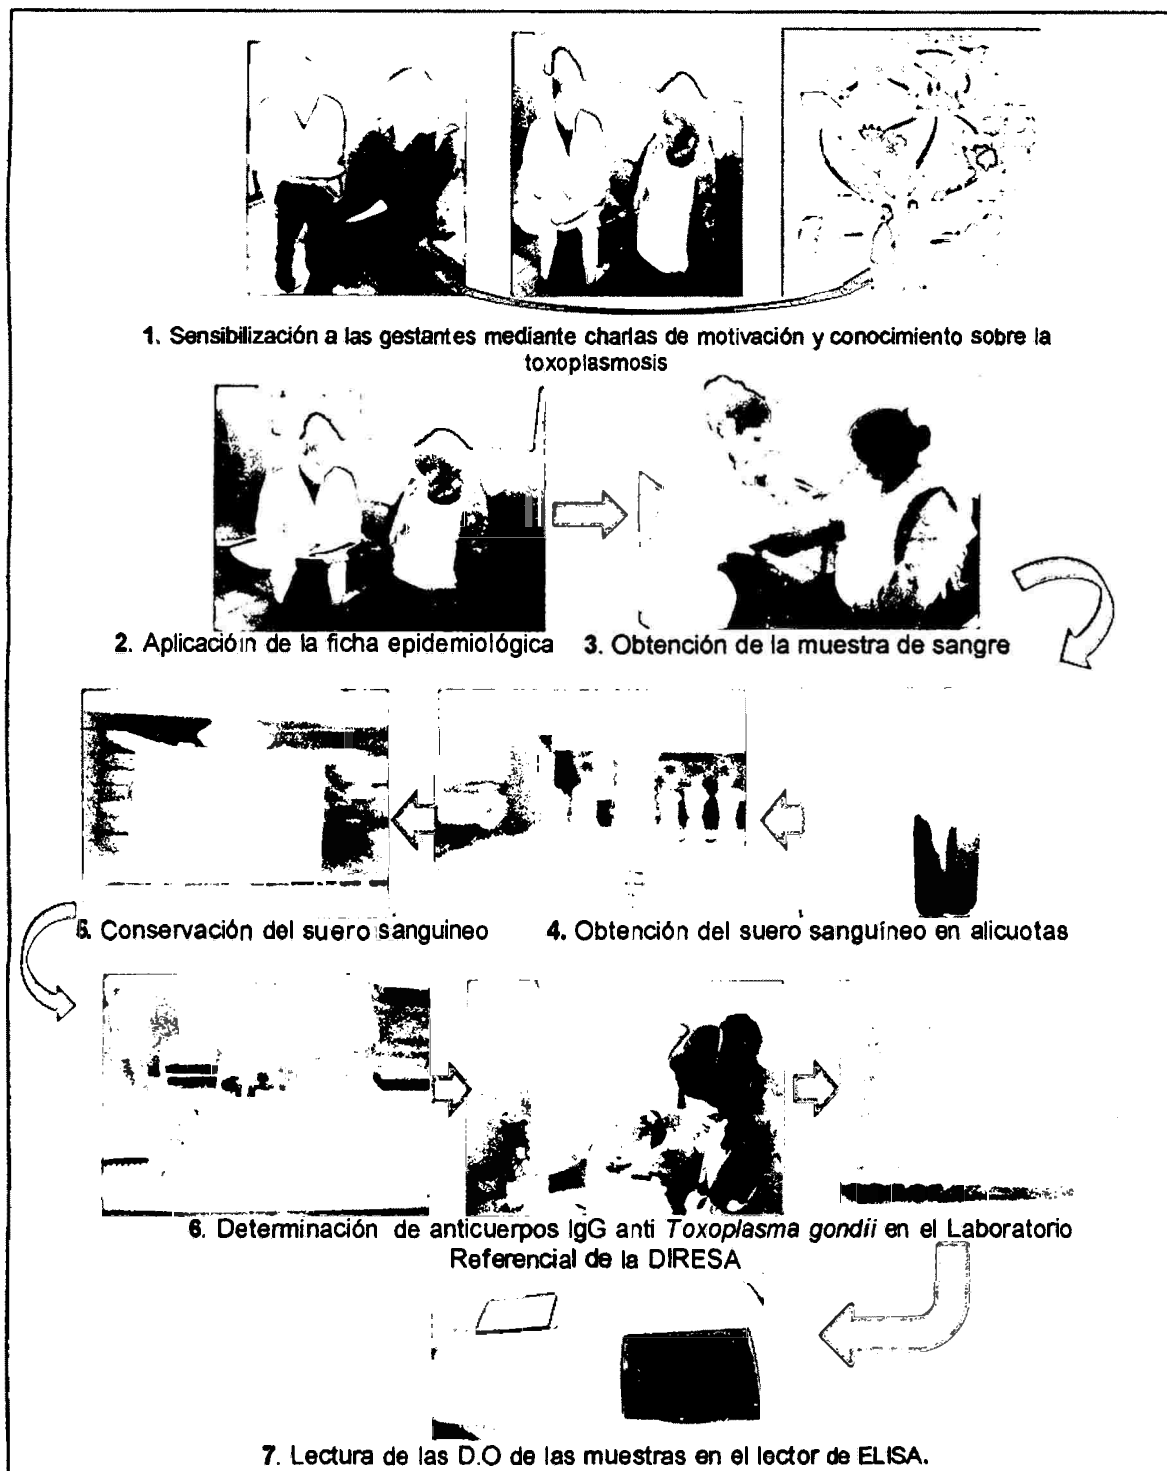 1. Sensibilización a las gestantes mediante charlas de motivación y conocimiento sobre la
toxoplasmosis
2. Aplicacióin de la ficha epidemiológica
3. Obtención de la muestra de sangre
5. Conservación del suero sanguineo
4. Obtención del suero sanguíneo en alicuotas
6. Determinación de anticuerpos IgG anti Toxoplasma gondii en el Laboratorio
Referencial de la DIRESA
7. Lectura de las D.O de las muestras en el lector de ELISA.